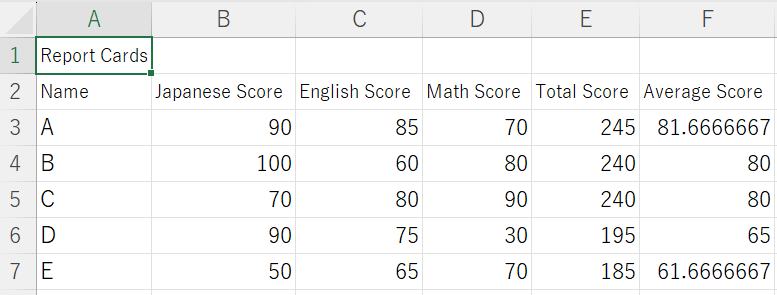 A B C D E F
1 Report Cards
2 Name Japanese Score English Score Math Score Total Score Average Score
3 A 90 85 70 245 81.6666667
4 B 100 60 80 240 80
5 C 70 80 90 240 80
6 D 90 75 30 195 65
7 E 50 65 70 185 61.6666667